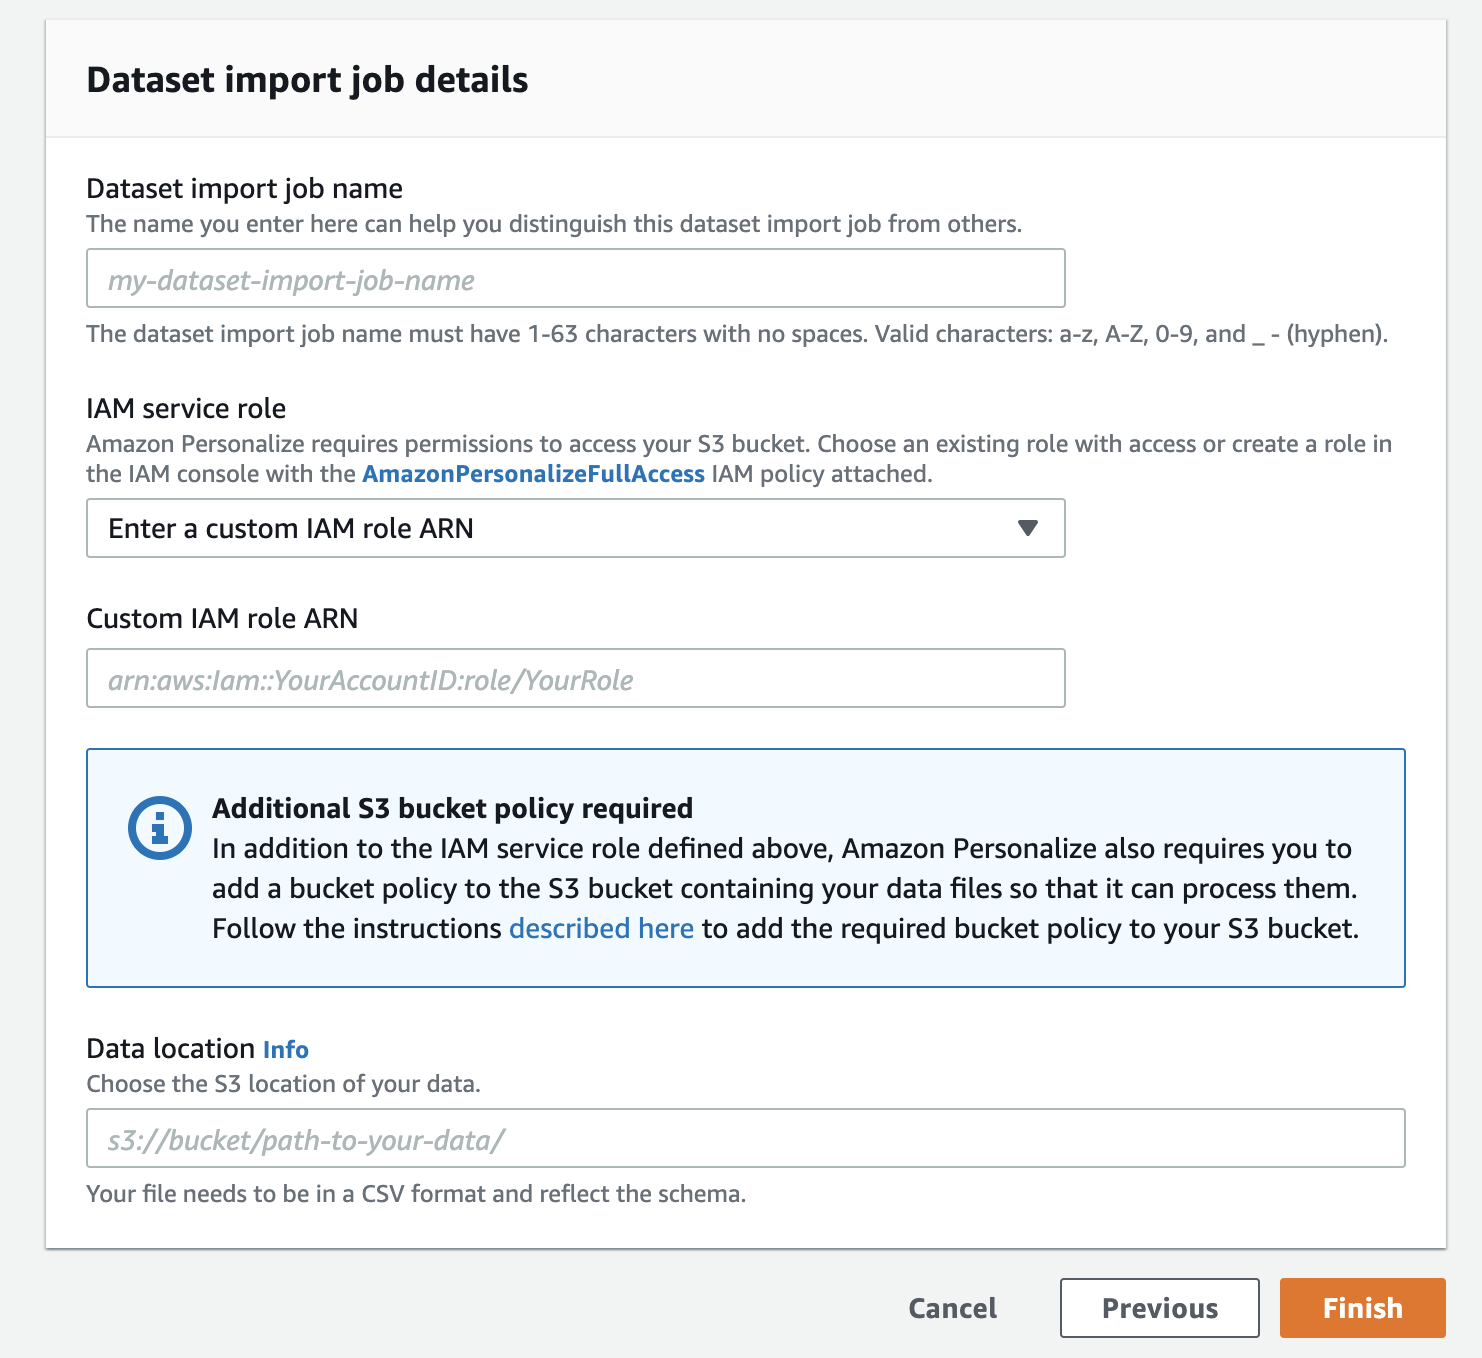 Dataset import job details
Dataset import job name
The name you enter here can help you distinguish this dataset import job from others.
my-dataset-import-job-name
The dataset import job name must have 1-63 characters with no spaces. Valid characters: a-z, A-Z, 0-9, and _ - (hyphen).
IAM service role
Amazon Personalize requires permissions to access your S3 bucket. Choose an existing role with access or create a role in
the IAM console with the AmazonPersonalizeFullAccess IAM policy attached.
Enter a custom IAM role ARN
Custom IAM role ARN
arn:aws:Iam::YourAccountID:role/YourRole
Additional S3 bucket policy required
In addition to the IAM service role defined above, Amazon Personalize also requires you to
add a bucket policy to the S3 bucket containing your data files so that it can process them.
Follow the instructions described here to add the required bucket policy to your S3 bucket.
Data location Info
Choose the S3 location of your data.
s3://bucket/path-to-your-data/
Your file needs to be in a CSV format and reflect the schema.
Cancel Previous Finish